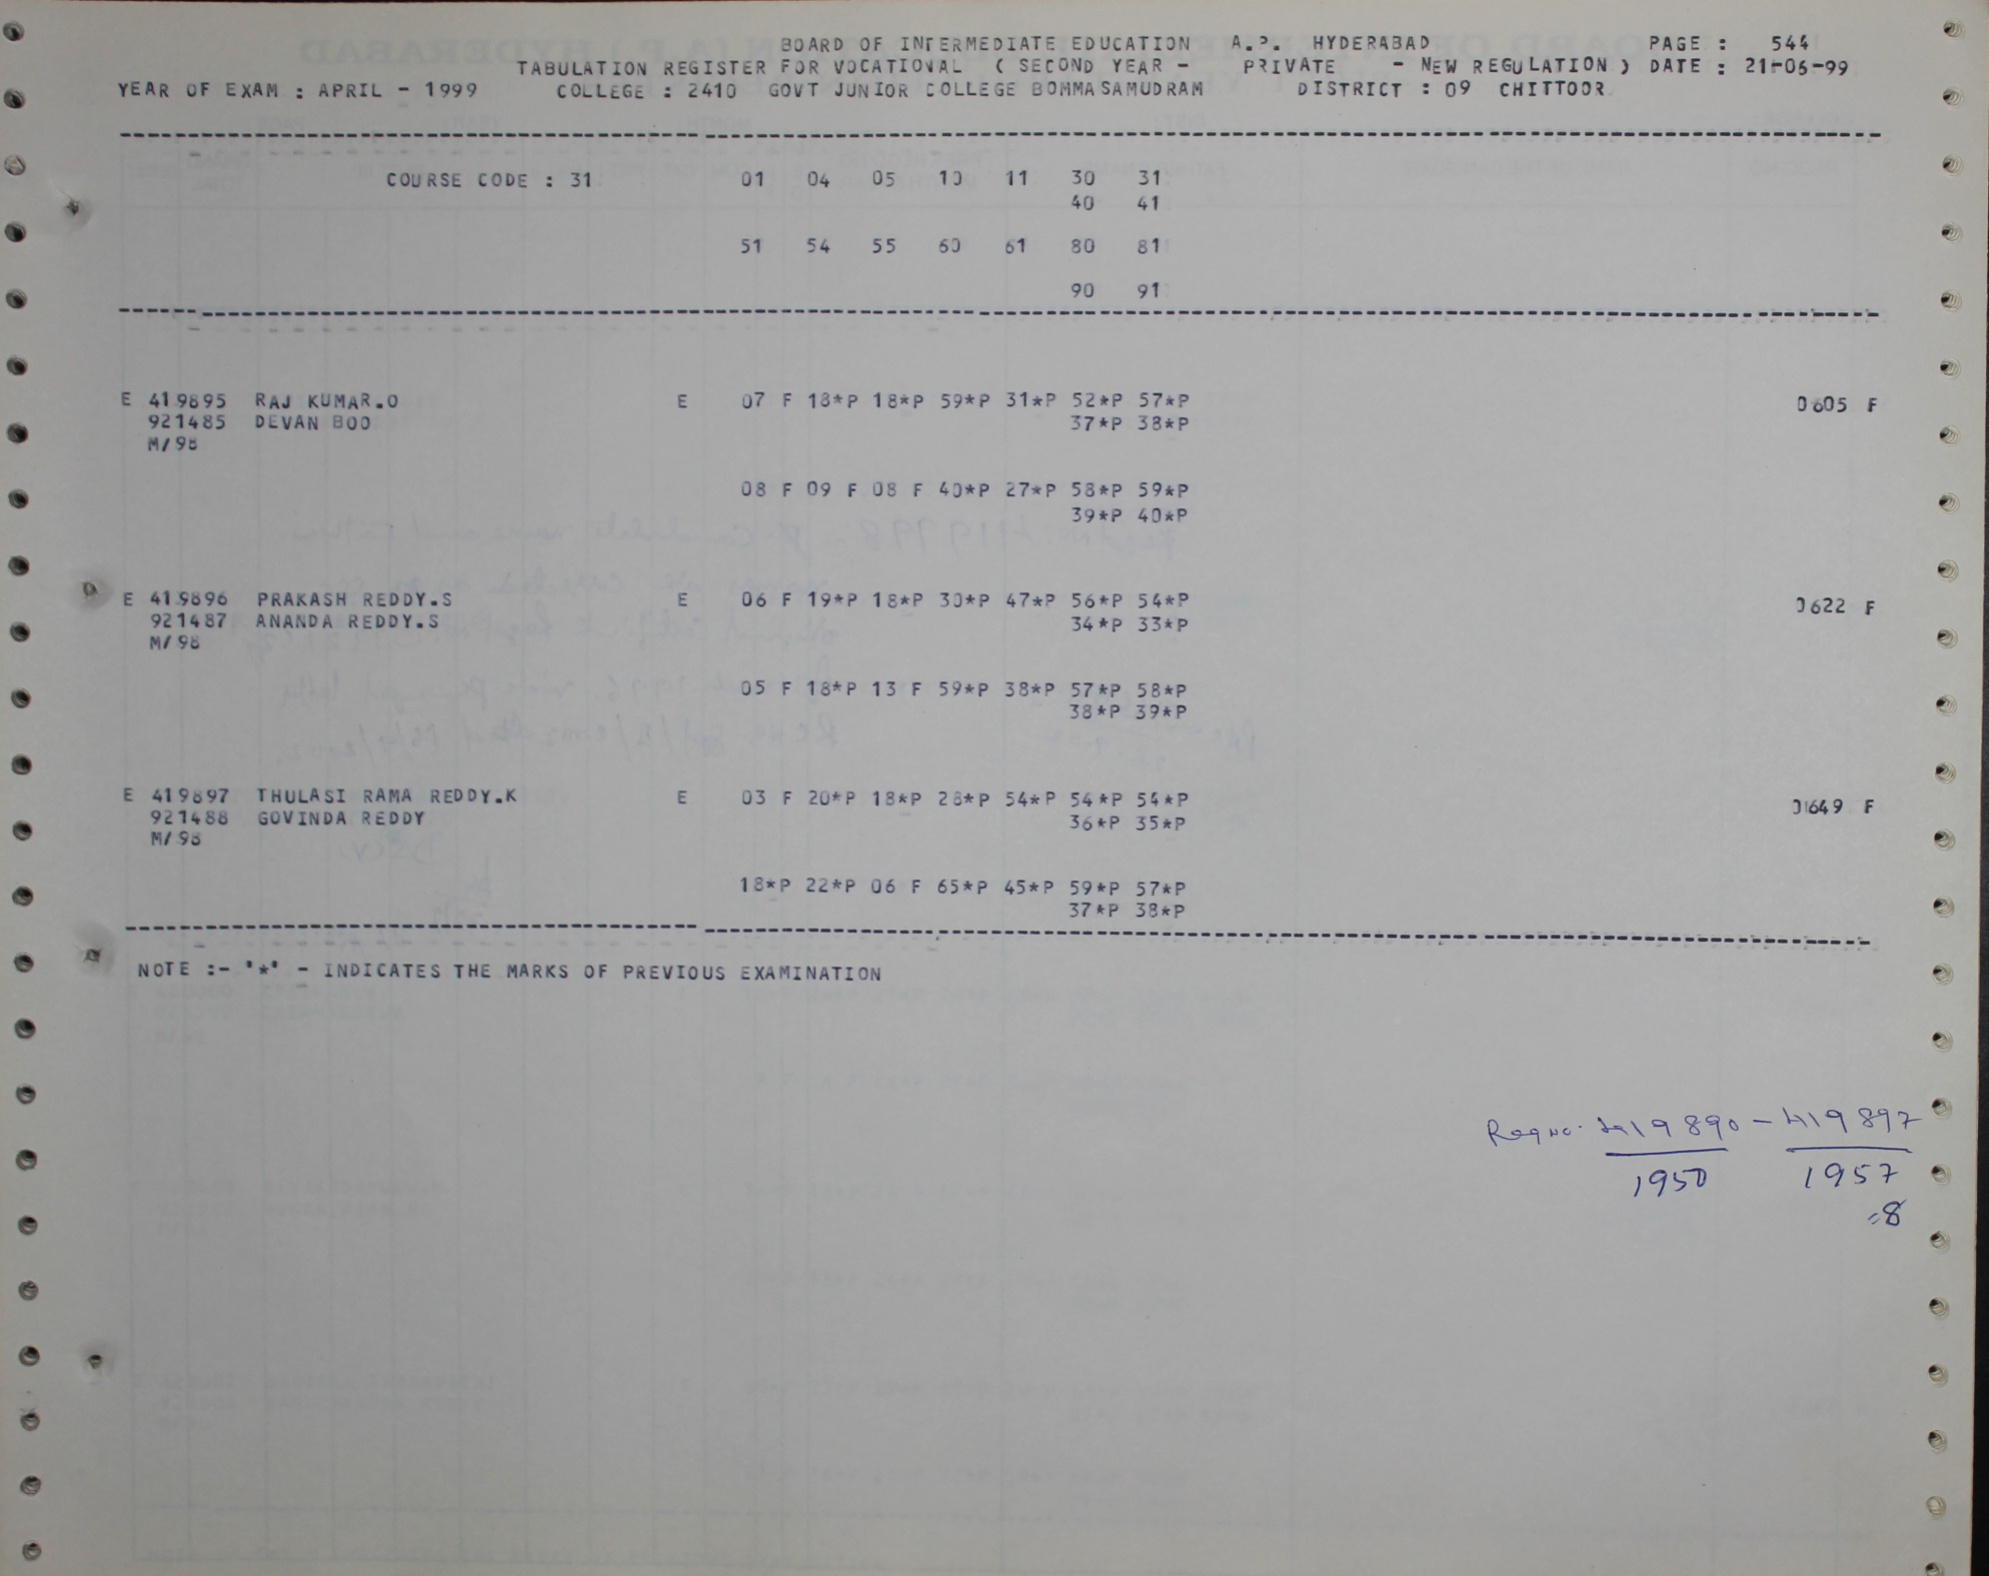 BOARD OF INTERMEDIATE EDUCATION A.P. HYDERABAD PAGE : 544
TABULATION REGISTER FOR VOCATIONAL ( SECOND YEAR - PRIVATE - NEW REGULATION ) DATE : 21-06-99
YEAR OF EXAM : APRIL - 1999 COLLEGE : 2410 GOVT JUNIOR COLLEGE BOMMASAMUDRAM DISTRICT : 09 CHITTOOR
COURSE CODE : 31 01 04 05 10 11 30 31
40 41
51 54 55 60 61 80 81
90 91
E 419895 RAJ KUMAR.O E 07 F 18*P 18*P 59*P 31*P 52*P 57*P 0605 F
921485 DEVAN BOO 37*P 38*P
M/98
08 F 09 F 08 F 40*P 27*P 58*P 59*P
39*P 40*P
E 419896 PRAKASH REDDY.S E 06 F 19*P 18*P 30*P 47*P 56*P 54*P 0622 F
921487 ANANDA REDDY.S 34*P 33*P
M/98
05 F 18*P 13 F 59*P 38*P 57*P 58*P
38*P 39*P
E 419897 THULASI RAMA REDDY.K E 03 F 20*P 18*P 28*P 54*P 54*P 54*P 0649 F
921488 GOVINDA REDDY 36*P 35*P
M/98
18*P 22*P 06 F 65*P 45*P 59*P 57*P
37*P 38*P
NOTE :- '*' - INDICATES THE MARKS OF PREVIOUS EXAMINATION
Reg no. 419890 - 419897
1950 1957
=8